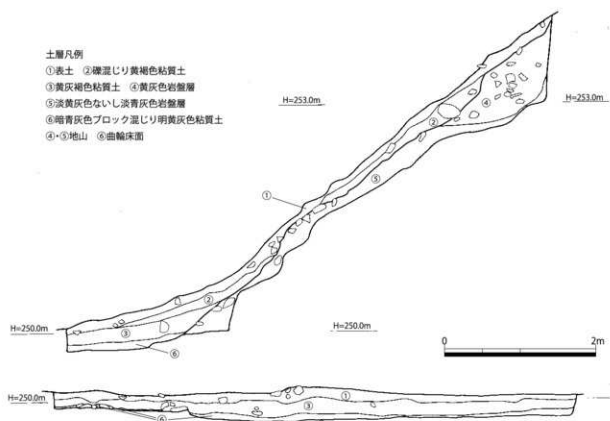 土層凡例
①表土 ②礫混じり黄褐色粘質土
③黄灰褐色粘質土 ④黄灰色岩盤層
⑤淡黄灰色ないし淡青灰色岩盤層
⑥暗青灰色ブロック混じり明黄灰色粘質土
④・⑤地山 ⑥曲輪床面
H=253.0m
H=253.0m
④
②
⑤
①
②
H=250.0m
③
H=250.0m
⑥
0
2m
H=250.0m
①
③
⑥